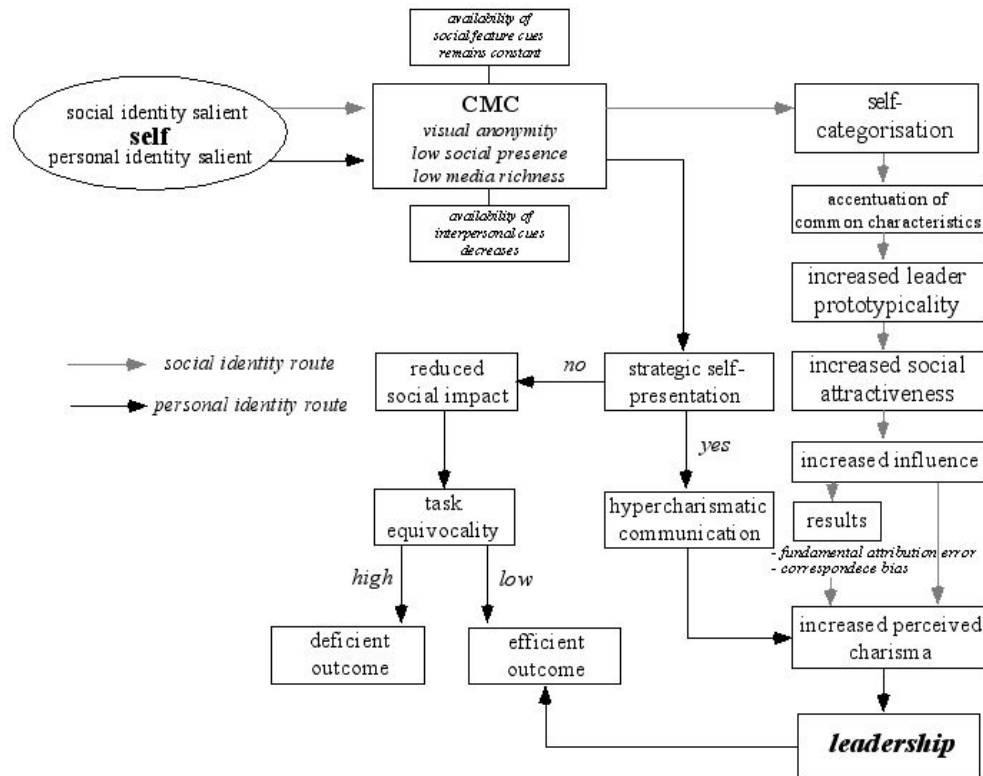 availability of
social feature cues
remains constant
social identity salient
self
personal identity salient
CMC
visual anonymity
low social presence
low media richness
self-
categorisation
availability of
interpersonal cues
decreases
accentuation of
common characteristics
increased leader
prototypicality
social identity route
personal identity route
reduced
social impact
no
strategic self-
presentation
increased social
attractiveness
yes
increased influence
task
equivocality
hypercharismatic
communication
results
- fundamental attribution error
- correspondece bias
high
low
deficient
outcome
efficient
outcome
increased perceived
charisma
leadership